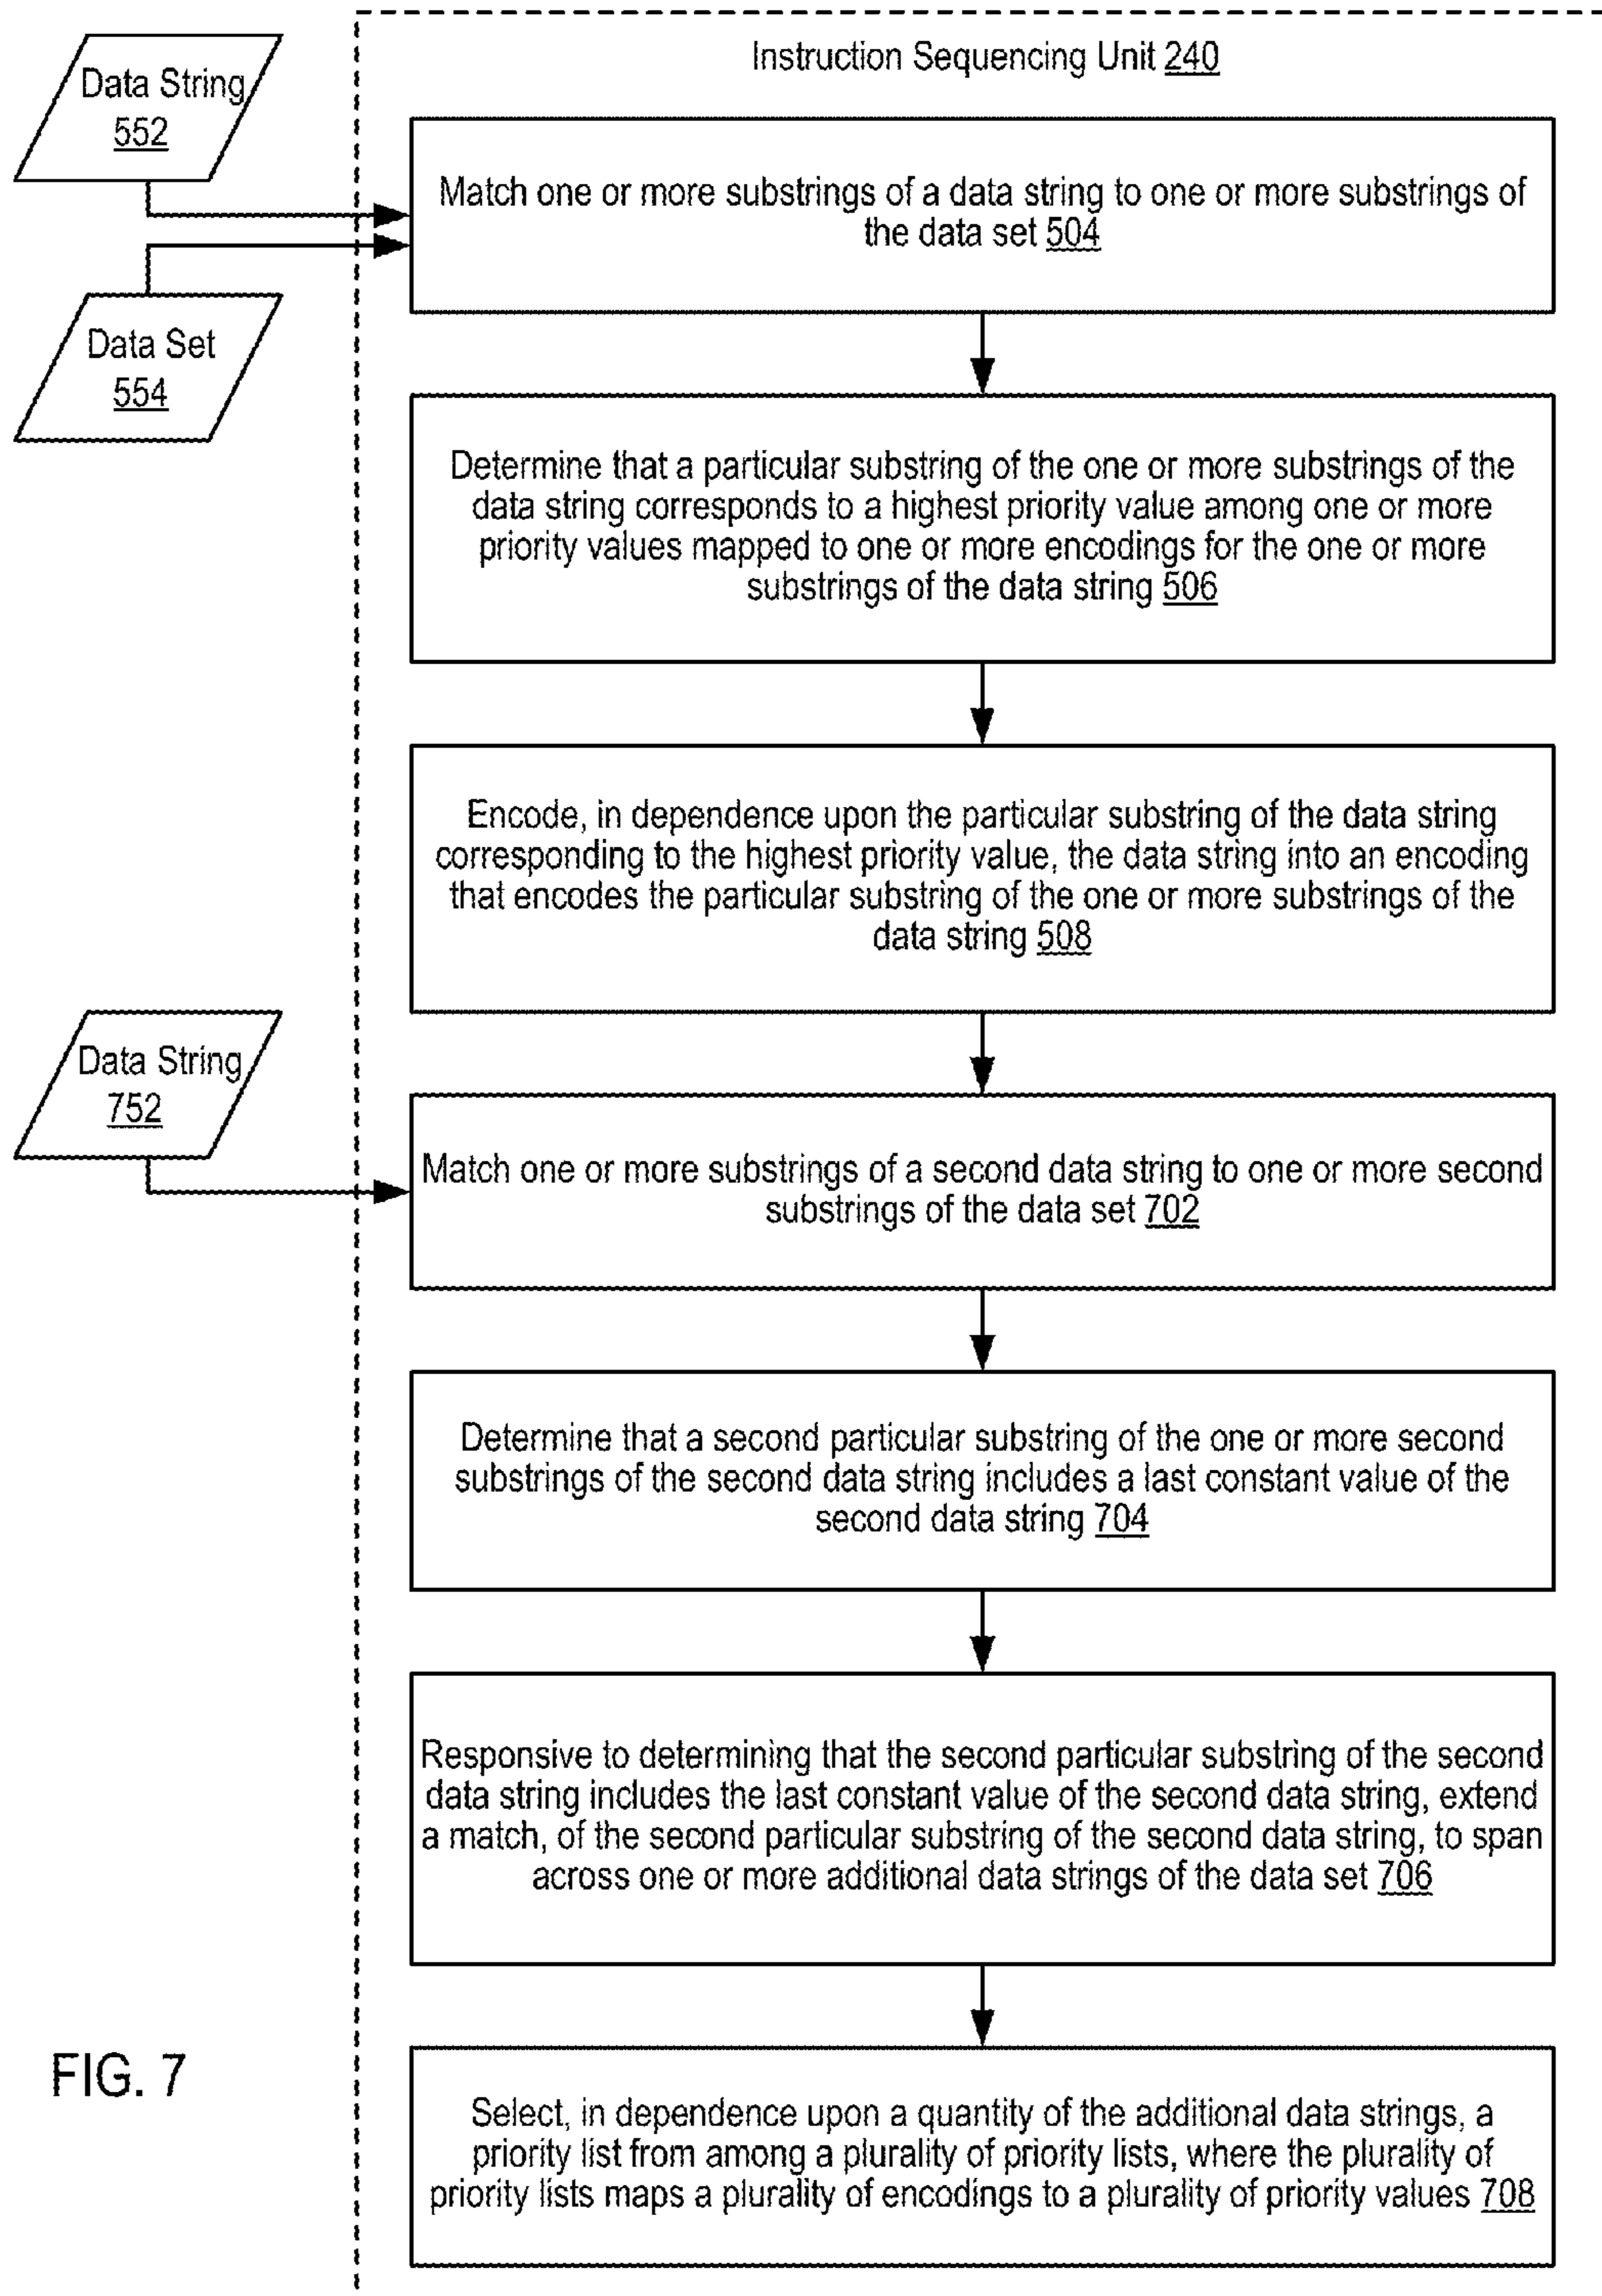 Instruction Sequencing Unit 240
Data String
552
Match one or more substrings of a data string to one or more substrings of
the data set 504
Data Set
554
Determine that a particular substring of the one or more substrings of the
data string corresponds to a highest priority value among one or more
priority values mapped to one or more encodings for the one or more
substrings of the data string 506
Encode, in dependence upon the particular substring of the data string
corresponding to the highest priority value, the data string into an encoding
that encodes the particular substring of the one or more substrings of the
data string 508
Data String
752
Match one or more substrings of a second data string to one or more second
substrings of the data set 702
Determine that a second particular substring of the one or more second
substrings of the second data string includes a last constant value of the
second data string 704
Responsive to determining that the second particular substring of the second
data string includes the last constant value of the second data string, extend
a match, of the second particular substring of the second data string, to span
across one or more additional data strings of the data set 706
FIG. 7
Select, in dependence upon a quantity of the additional data strings, a
priority list from among a plurality of priority lists, where the plurality of
priority lists maps a plurality of encodings to a plurality of priority values 708